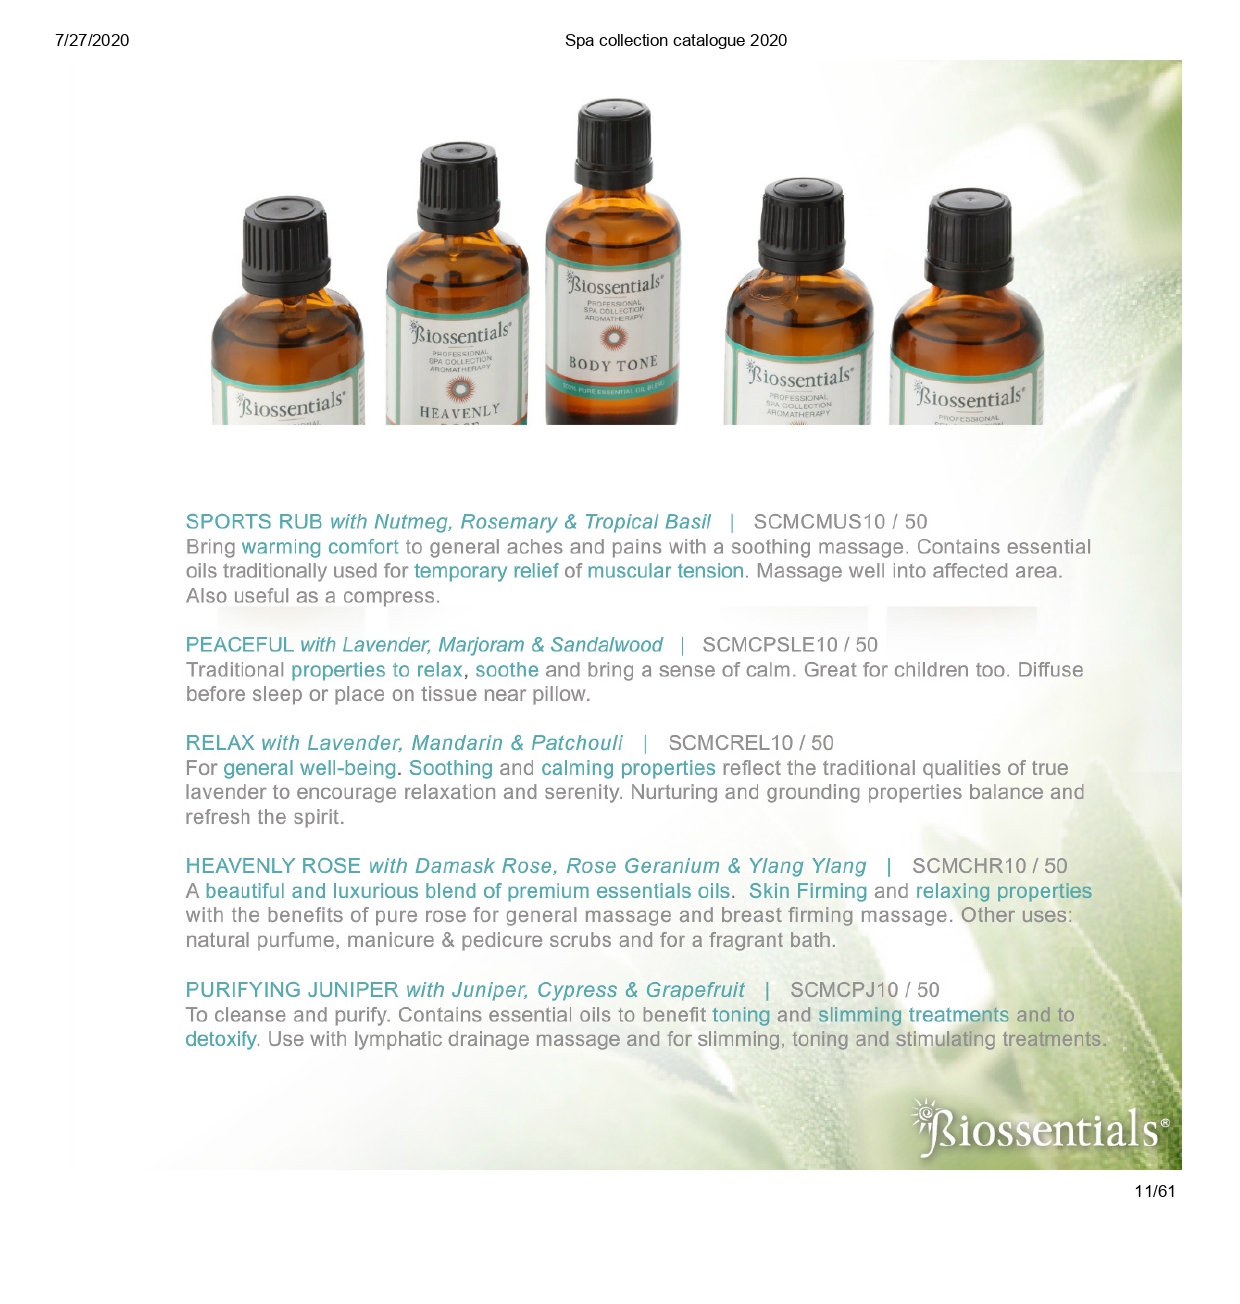 7/27/2020
Spa collection catalogue 2020
Biossentials®
Biossentials®
PROFESSIONAL
SPA COLLECTION
AROMATHERAPY
HEAVENLY
Biossentials®
PROFESSIONAL
SPA COLLECTION
AROMATHERAPY
BODY TONE
100% PURE ESSENTIAL OIL BLEND
Biossentials®
PROFESSIONAL
SPA COLLECTION
AROMATHERAPY
Biossentials®
PROFESSIONAL
SPORTS RUB with Nutmeg, Rosemary & Tropical Basil | SCMCMUS10 / 50
Bring warming comfort to general aches and pains with a soothing massage. Contains essential
oils traditionally used for temporary relief of muscular tension. Massage well into affected area.
Also useful as a compress.
PEACEFUL with Lavender, Marjoram & Sandalwood | SCMCPSLE10 / 50
Traditional properties to relax, soothe and bring a sense of calm. Great for children too. Diffuse
before sleep or place on tissue near pillow.
RELAX with Lavender, Mandarin & Patchouli | SCMCREL10 / 50
For general well-being. Soothing and calming properties reflect the traditional qualities of true
lavender to encourage relaxation and serenity. Nurturing and grounding properties balance and
refresh the spirit.
HEAVENLY ROSE with Damask Rose, Rose Geranium & Ylang Ylang | SCMCHR10 / 50
A beautiful and luxurious blend of premium essentials oils. Skin Firming and relaxing properties
with the benefits of pure rose for general massage and breast firming massage. Other uses:
natural purfume, manicure & pedicure scrubs and for a fragrant bath.
PURIFYING JUNIPER with Juniper, Cypress & Grapefruit | SCMCPJ10 / 50
To cleanse and purify. Contains essential oils to benefit toning and slimming treatments and to
detoxify. Use with lymphatic drainage massage and for slimming, toning and stimulating treatments.
Biossentials®
11/61